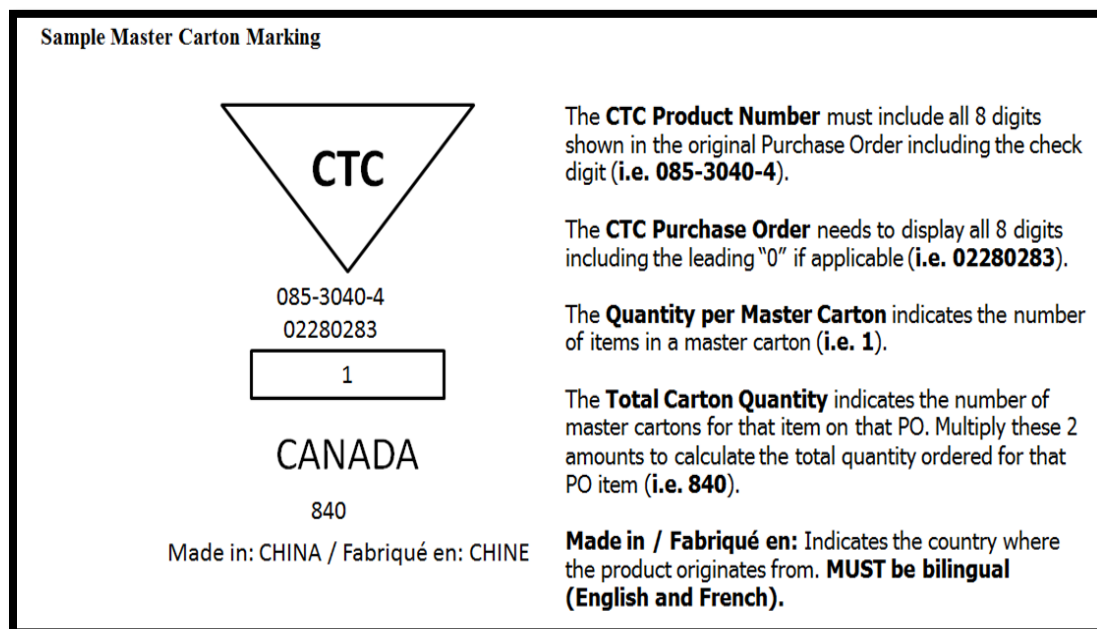 Sample Master Carton Marking
CTC
085-3040-4
02280283
1
CANADA
840
Made in: CHINA / Fabriqué en: CHINE
The CTC Product Number must include all 8 digits
shown in the original Purchase Order including the check
digit (i.e. 085-3040-4).
The CTC Purchase Order needs to display all 8 digits
including the leading “0” if applicable (i.e. 02280283).
The Quantity per Master Carton indicates the number
of items in a master carton (i.e. 1).
The Total Carton Quantity indicates the number of
master cartons for that item on that PO. Multiply these 2
amounts to calculate the total quantity ordered for that
PO item (i.e. 840).
Made in / Fabriqué en: Indicates the country where
the product originates from. MUST be bilingual
(English and French).